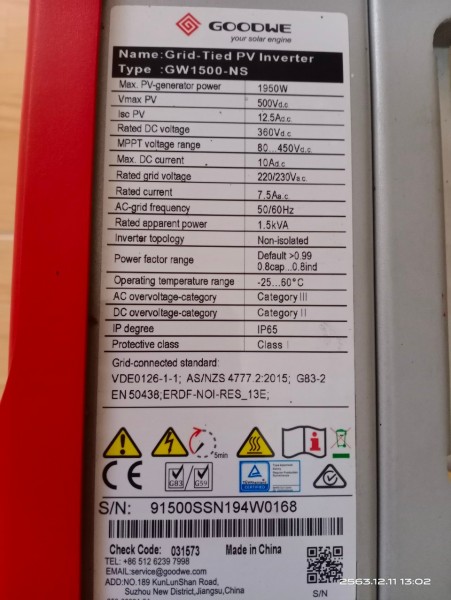 GOODWE
your solar engine
Name:Grid-Tied PV Inverter
Type :GW1500-NS
Max. PV-generator power 1950W
Vmax PV 500Vd.c.
Isc PV 12.5Ad.c.
Rated DC voltage 360Vd.c.
MPPT voltage range 80...450Vd.c.
Max. DC current 10Ad.c.
Rated grid voltage 220/230Va.c.
Rated current 7.5Aa.c.
AC-grid frequency 50/60Hz
Rated apparent power 1.5kVA
Inverter topology Non-isolated
Power factor range Default >0.99
0.8cap...0.8ind
Operating temperature range -25...60°C
AC overvoltage-category Category III
DC overvoltage-category Category II
IP degree IP65
Protective class Class I
Grid-connected standard:
VDE0126-1-1; AS/NZS 4777.2:2015; G83-2
EN 50438;ERDF-NOI-RES_13E;
5min
CE G83 / G59
S/N: 91500SSN194W0168
Check Code: 031573 Made in China
TEL: +86 512 6239 7998
EMAIL:service@goodwe.com
ADD:NO.189 KunLunShan Road,
Suzhou New District,Jiangsu,China
S/N
2563.12.11 13:02